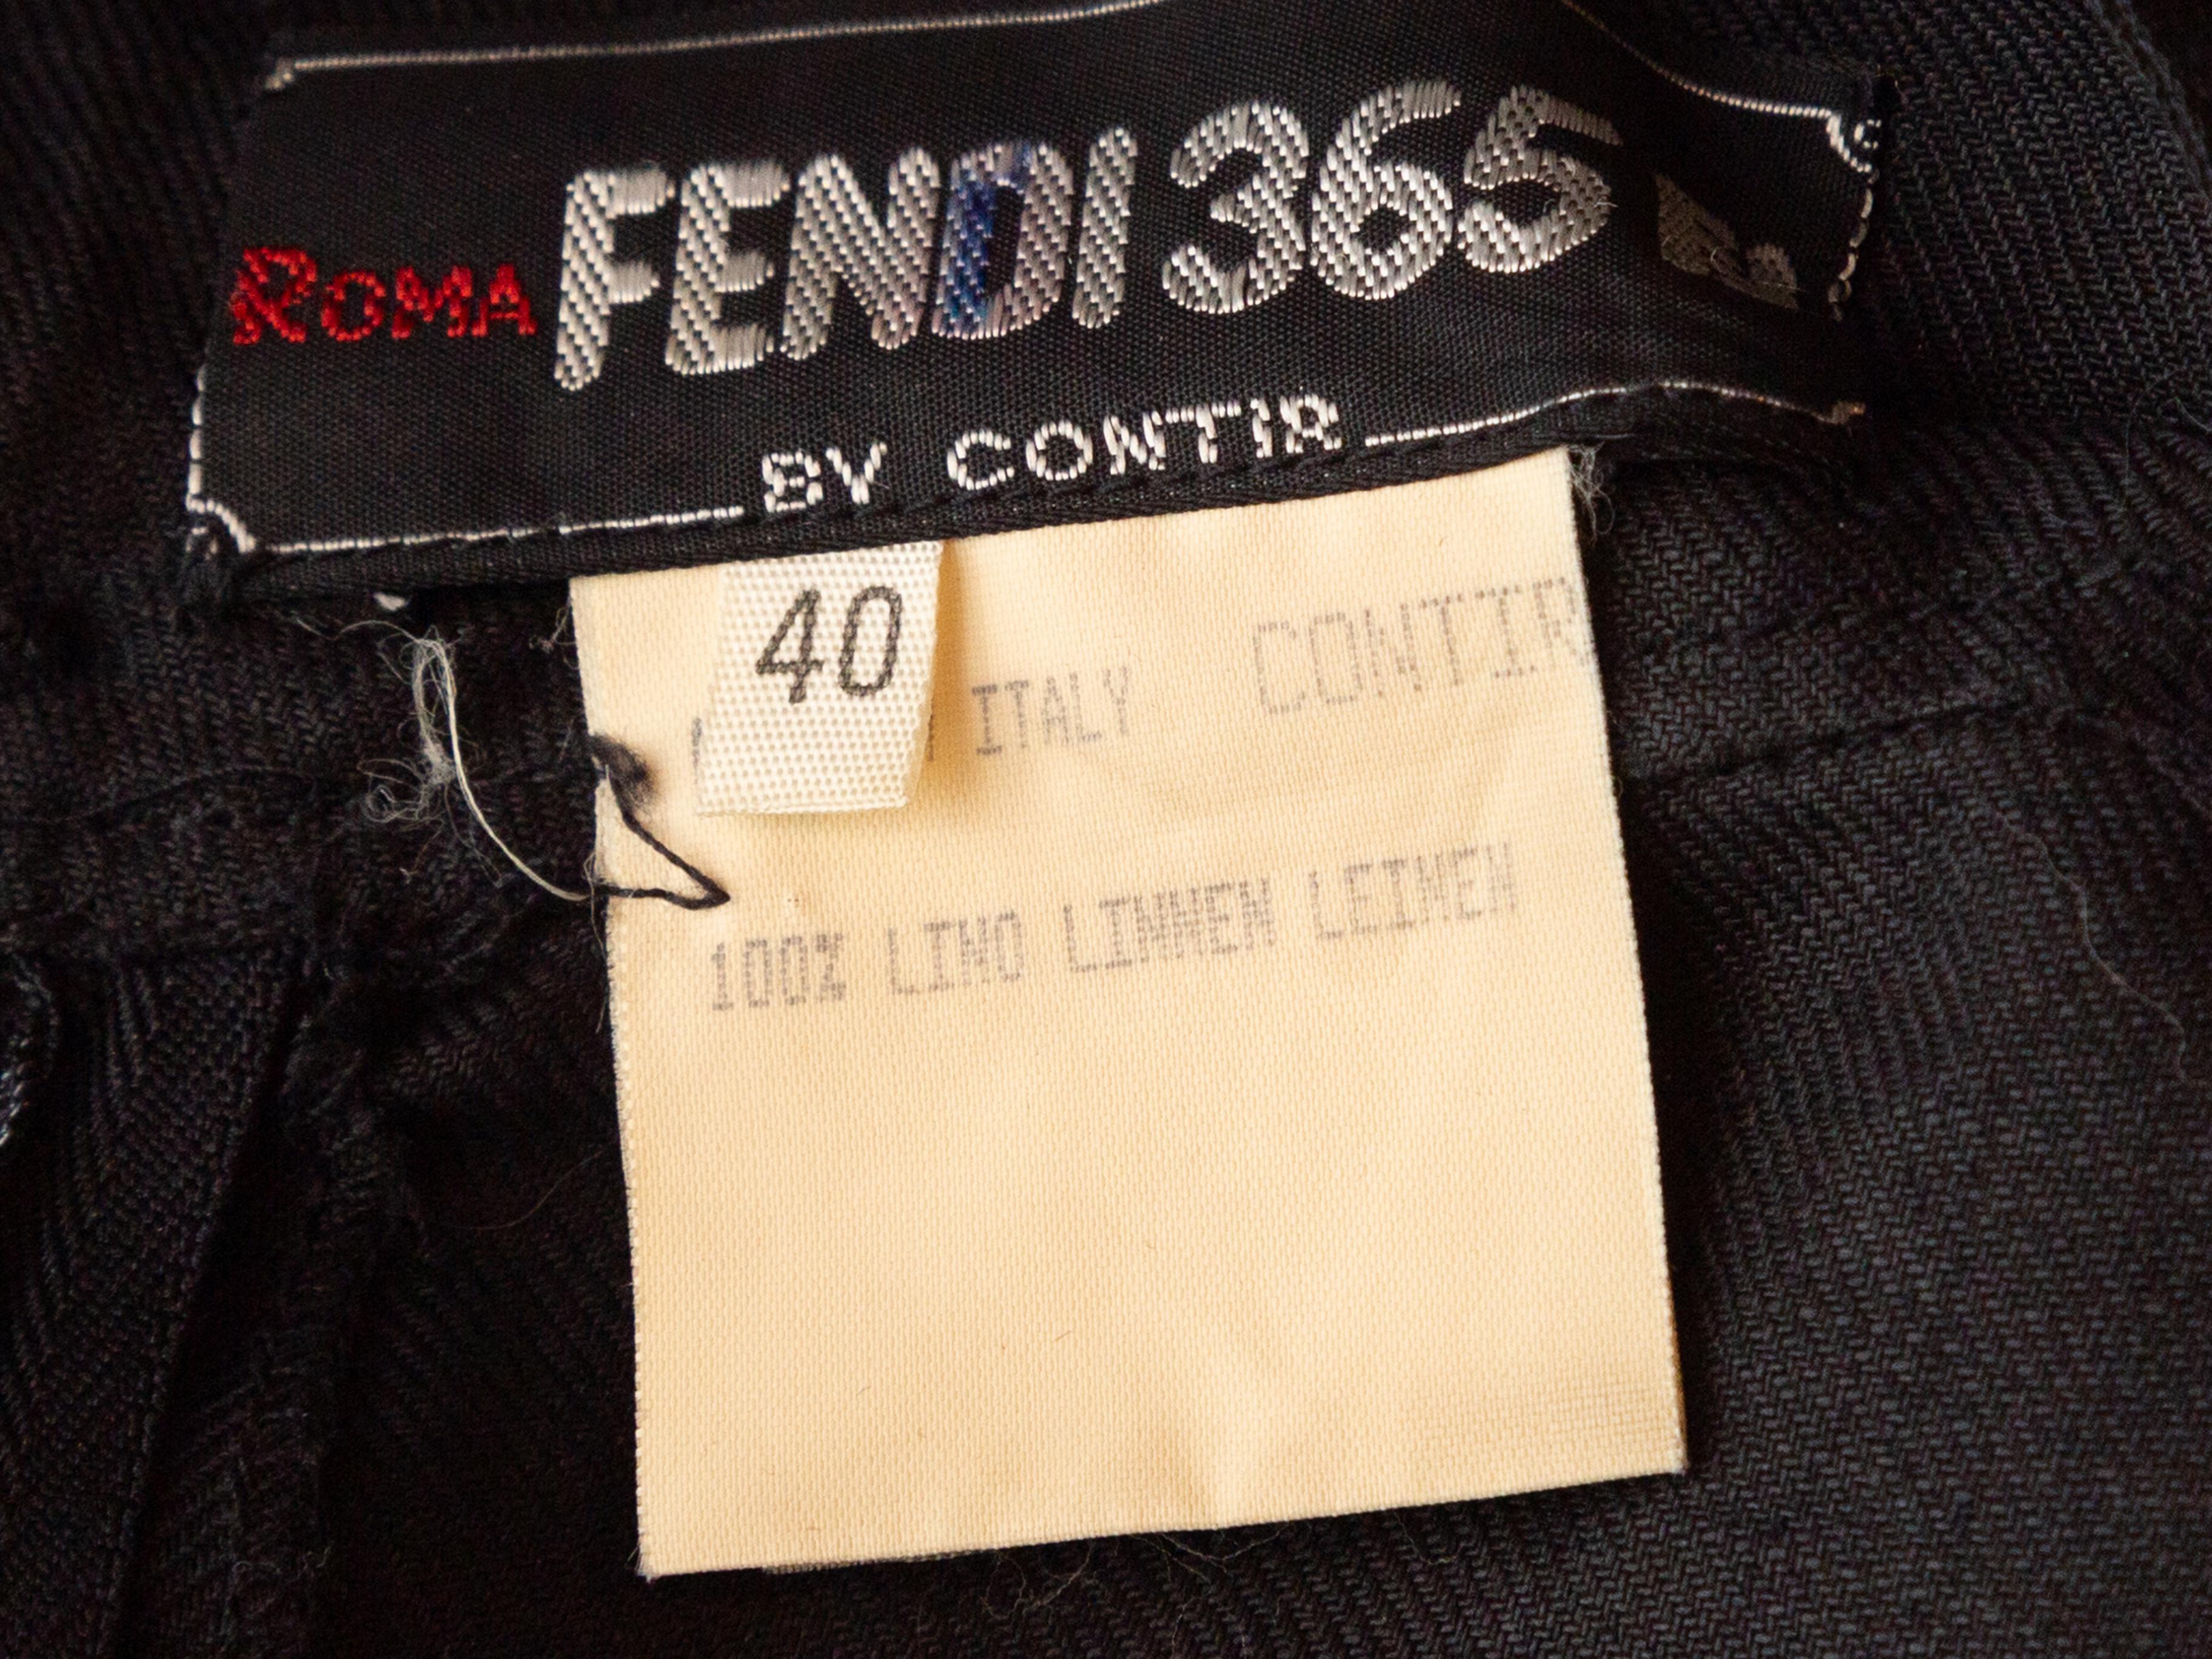 ROMA FENDI 365
BY CONTIR
40
ITALY CONTIR
100% LINO LINNEN LEINEN